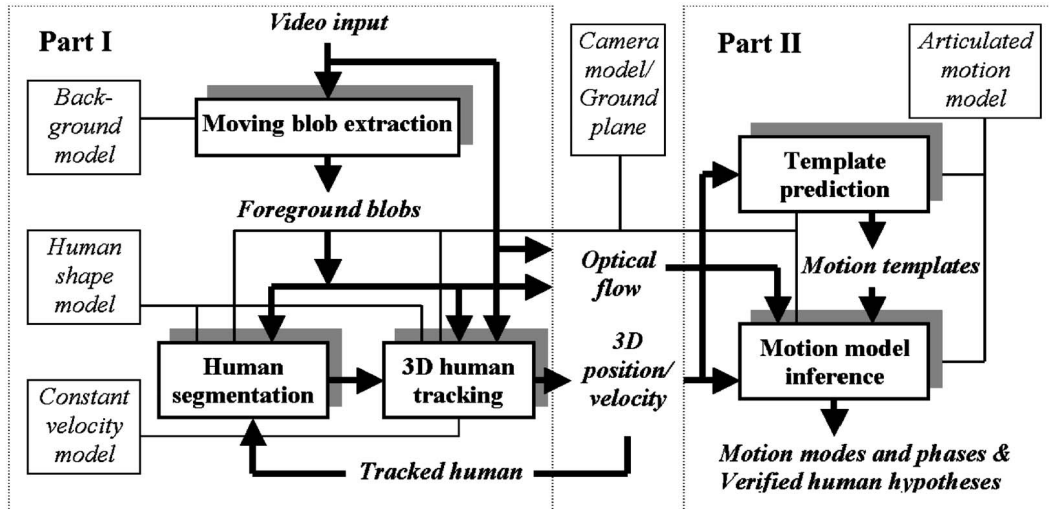 Part I
Video input
Back-
ground
model
Moving blob extraction
Foreground blobs
Human
shape
model
Human
segmentation
3D human
tracking
Constant
velocity
model
Tracked human
Camera
model/
Ground
plane
Optical
flow
3D
position/
velocity
Part II
Articulated
motion
model
Template
prediction
Motion templates
Motion model
inference
Motion modes and phases &
Verified human hypotheses